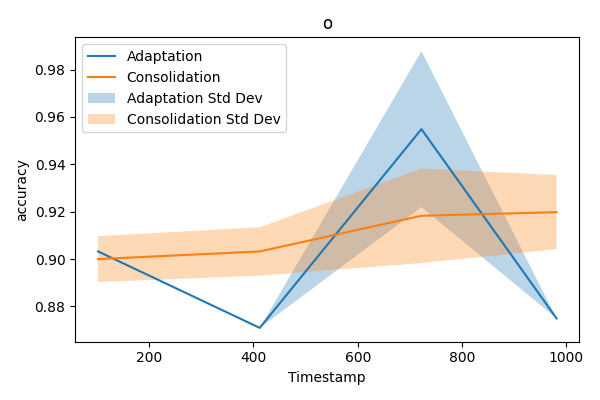 o
Adaptation
Consolidation
Adaptation Std Dev
Consolidation Std Dev
accuracy
0.98
0.96
0.94
0.92
0.90
0.88
200 400 600 800 1000
Timestamp